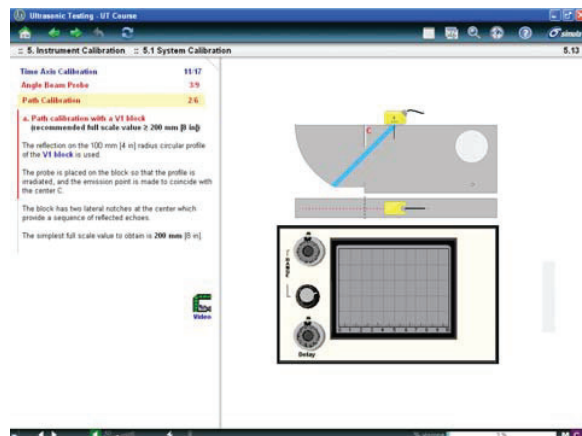 Ultrasonic Testing - UT Course
:: 5. Instrument Calibration :: 5.1 System Calibration 5.13
Time Axis Calibration 11/17
Angle Beam Probe 3/9
Path Calibration 2/6
a. Path calibration with a V1 block
(recommended full scale value ≥ 200 mm [8 in])
The reflection on the 100 mm [4 in] radius circular profile
of the V1 block is used.
The probe is placed on the block so that the profile is
irradiated, and the emission point is made to coincide with
the center C.
The block has two lateral notches at the center which
provide a sequence of reflected echoes.
The simplest full scale value to obtain is 200 mm [8 in].
Video
C
Delay